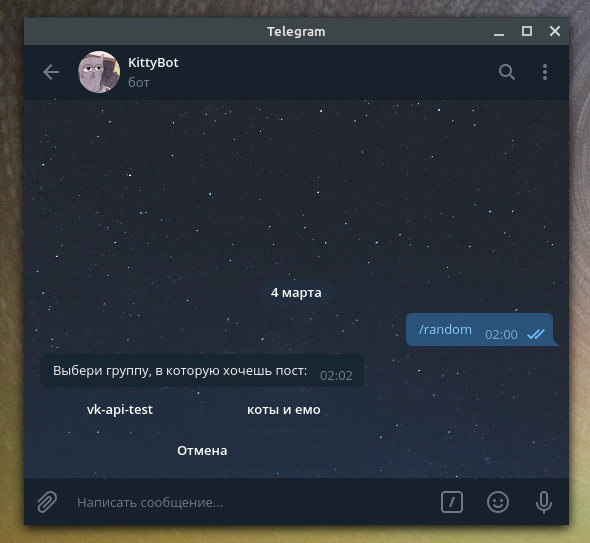 Telegram
KittyBot
бот
4 марта
/random 02:00
Выбери группу, в которую хочешь пост: 02:02
vk-api-test коты и емо
Отмена
Написать сообщение...